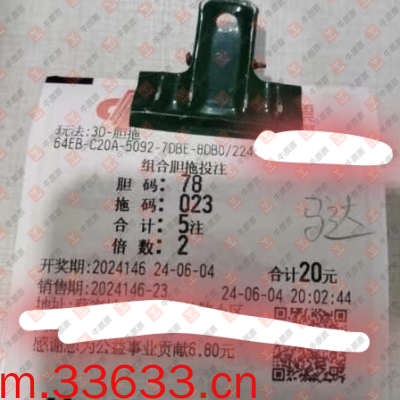 玩法:3D-胆拖
64EB-C20A-5092-7DBE-8DB0/224
组合胆拖投注
胆 码: 78
拖 码: 023
合 计: 5注
倍 数: 2
开奖期:2024146 24-06-04 合计20元
销售期:2024146-23 24-06-04 20:02:44
感谢您为公益事业贡献6.80元
m.33633.cn